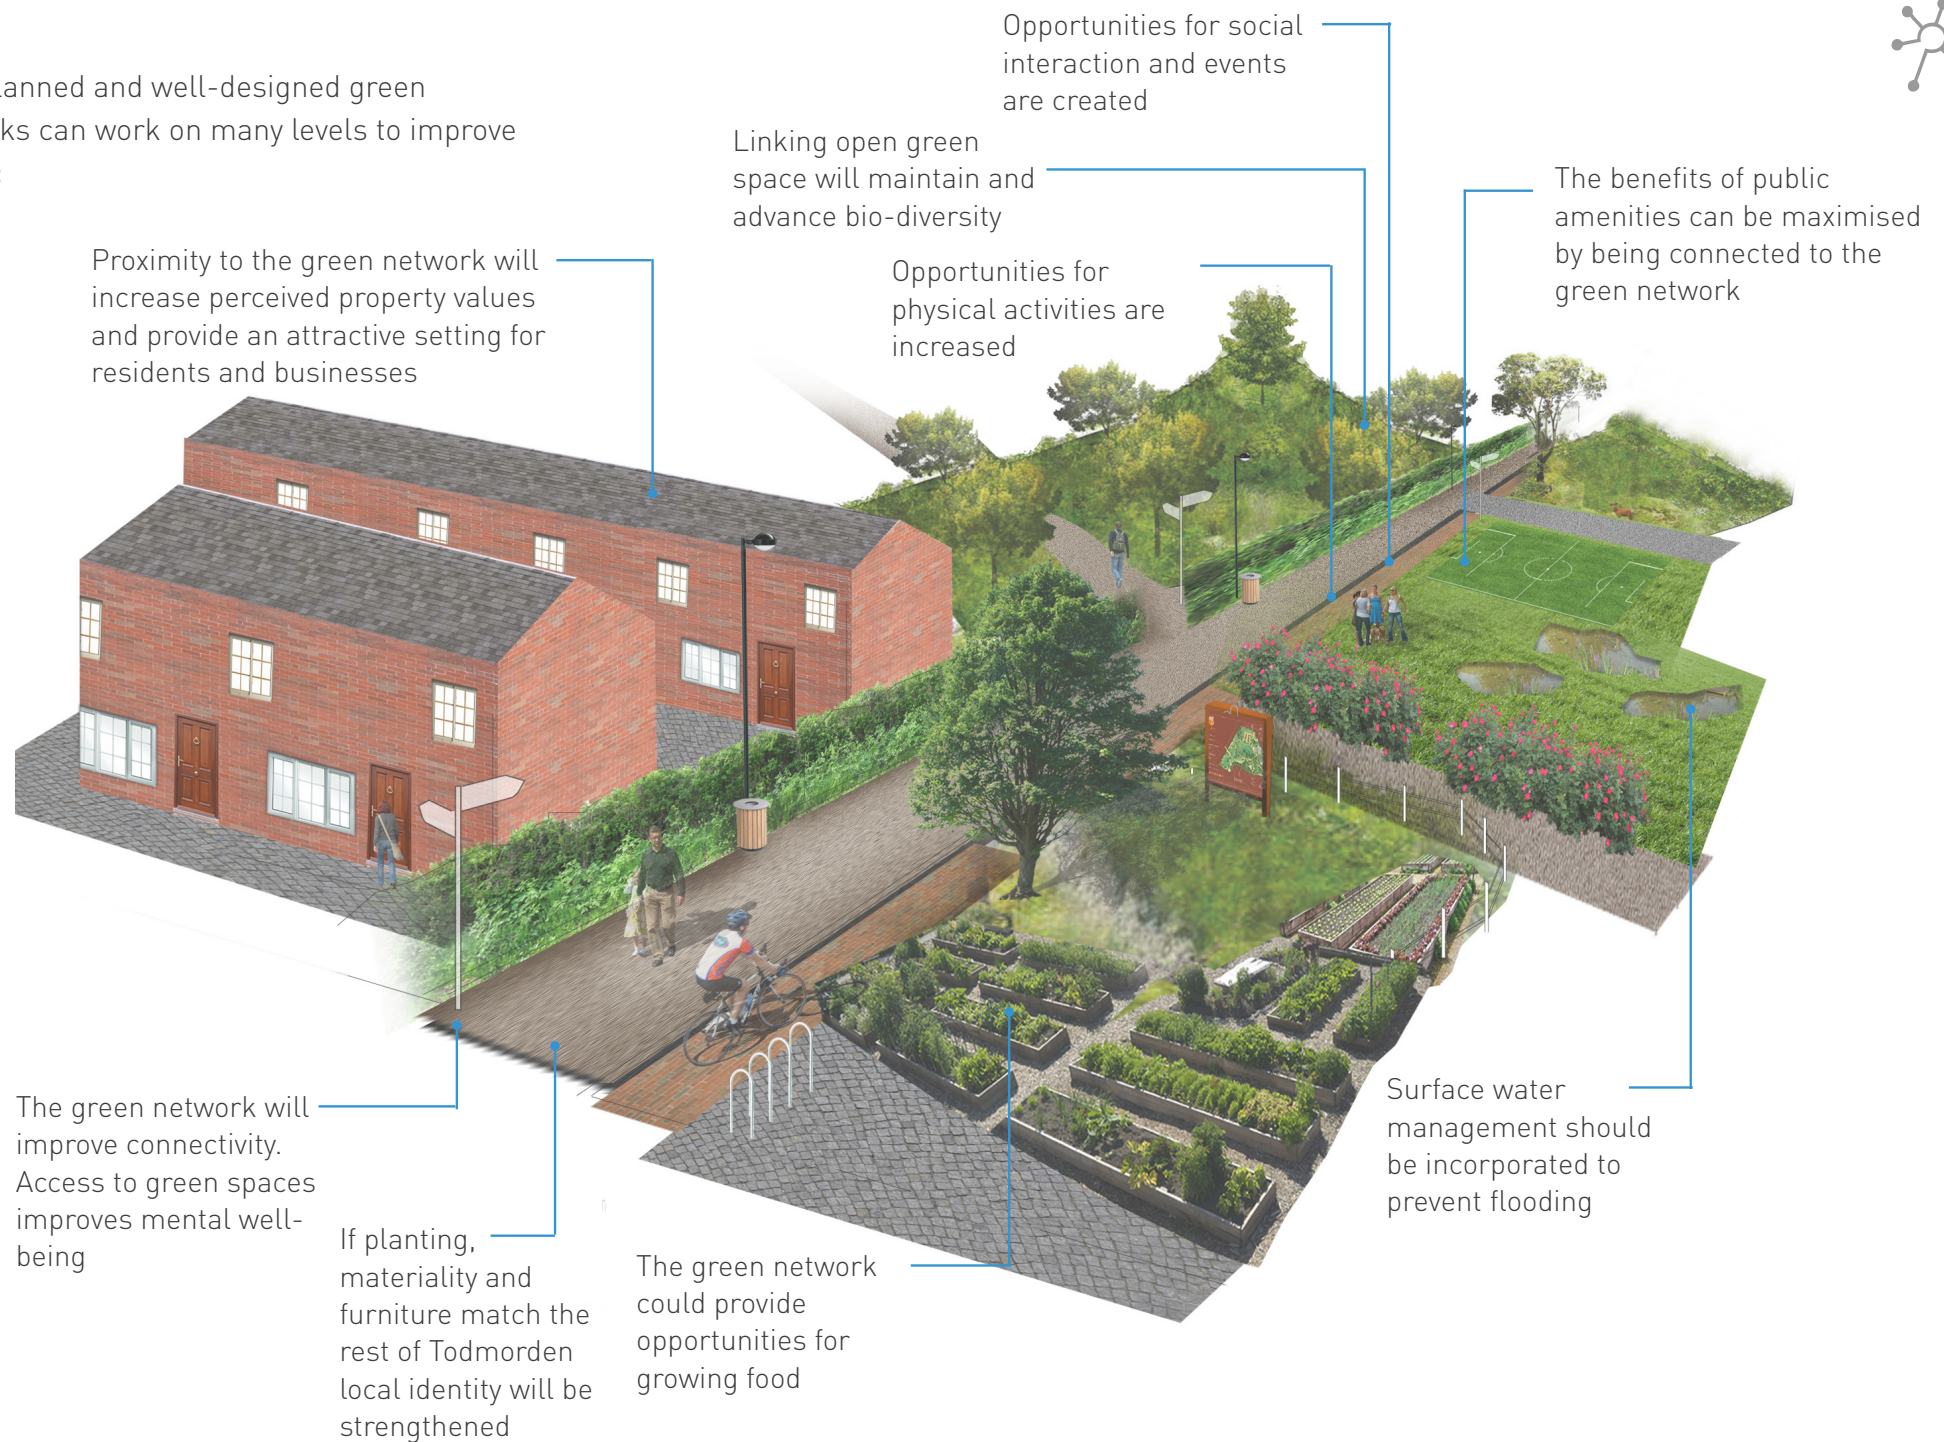 lanned and well-designed green
ks can work on many levels to improve
:
Opportunities for social
interaction and events
are created
Linking open green
space will maintain and
advance bio-diversity
The benefits of public
amenities can be maximised
by being connected to the
green network
Proximity to the green network will
increase perceived property values
and provide an attractive setting for
residents and businesses
Opportunities for
physical activities are
increased
The green network will
improve connectivity.
Access to green spaces
improves mental well-
being
If planting,
materiality and
furniture match the
rest of Todmorden
local identity will be
strengthened
The green network
could provide
opportunities for
growing food
Surface water
management should
be incorporated to
prevent flooding